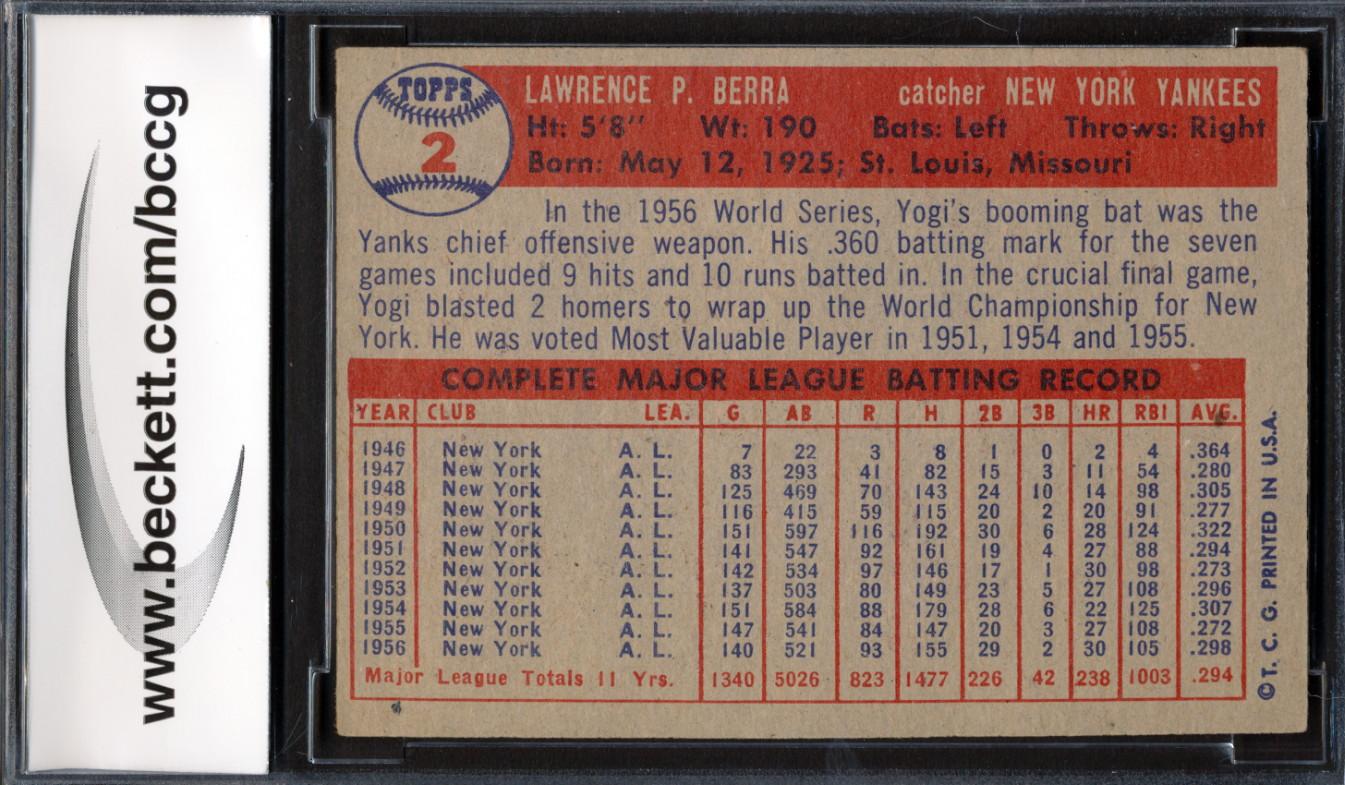 www.beckett.com/bccg
TOPPS
2
LAWRENCE P. BERRA catcher NEW YORK YANKEES
Ht: 5'8" Wt: 190 Bats: Left Throws: Right
Born: May 12, 1925; St. Louis, Missouri
In the 1956 World Series, Yogi's booming bat was the
Yanks chief offensive weapon. His .360 batting mark for the seven
games included 9 hits and 10 runs batted in. In the crucial final game,
Yogi blasted 2 homers to wrap up the World Championship for New
York. He was voted Most Valuable Player in 1951, 1954 and 1955.
COMPLETE MAJOR LEAGUE BATTING RECORD
YEAR CLUB LEA. G AB R H 2B 3B HR RBI AVG.
1946 New York A. L. 7 22 3 8 1 0 2 4 .364
1947 New York A. L. 83 293 41 82 15 3 11 54 .280
1948 New York A. L. 125 469 70 143 24 10 14 98 .305
1949 New York A. L. 116 415 59 115 20 2 20 91 .277
1950 New York A. L. 151 597 116 192 30 6 28 124 .322
1951 New York A. L. 141 547 92 161 19 4 27 88 .294
1952 New York A. L. 142 534 97 146 17 1 30 98 .273
1953 New York A. L. 137 503 80 149 23 5 27 108 .296
1954 New York A. L. 151 584 88 179 28 6 22 125 .307
1955 New York A. L. 147 541 84 147 20 3 27 108 .272
1956 New York A. L. 140 521 93 155 29 2 30 105 .298
Major League Totals 11 Yrs. 1340 5026 823 1477 226 42 238 1003 .294
©T. C. G. PRINTED IN U.S.A.